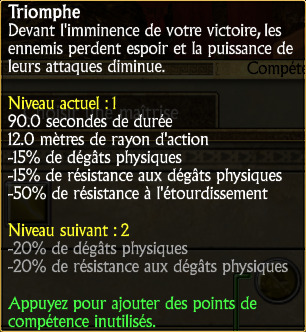 Triomphe
Devant l'imminence de votre victoire, les
ennemis perdent espoir et la puissance de
leurs attaques diminue.
Compéte
Niveau actuel : 1
90.0 secondes de durée
12.0 mètres de rayon d'action
-15% de dégâts physiques
-15% de résistance aux dégâts physiques
-50% de résistance à l'étourdissement
Niveau suivant : 2
-20% de dégâts physiques
-20% de résistance aux dégâts physiques
Appuyez pour ajouter des points de
compétence inutilisés.